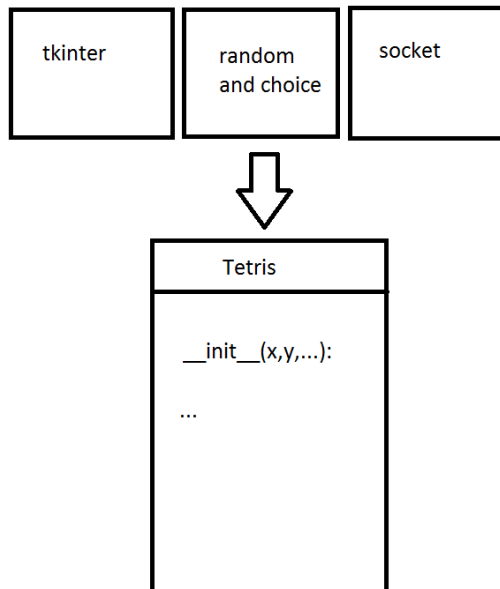 tkinter
random
and choice
socket
Tetris
__init__(x,y,...):
...